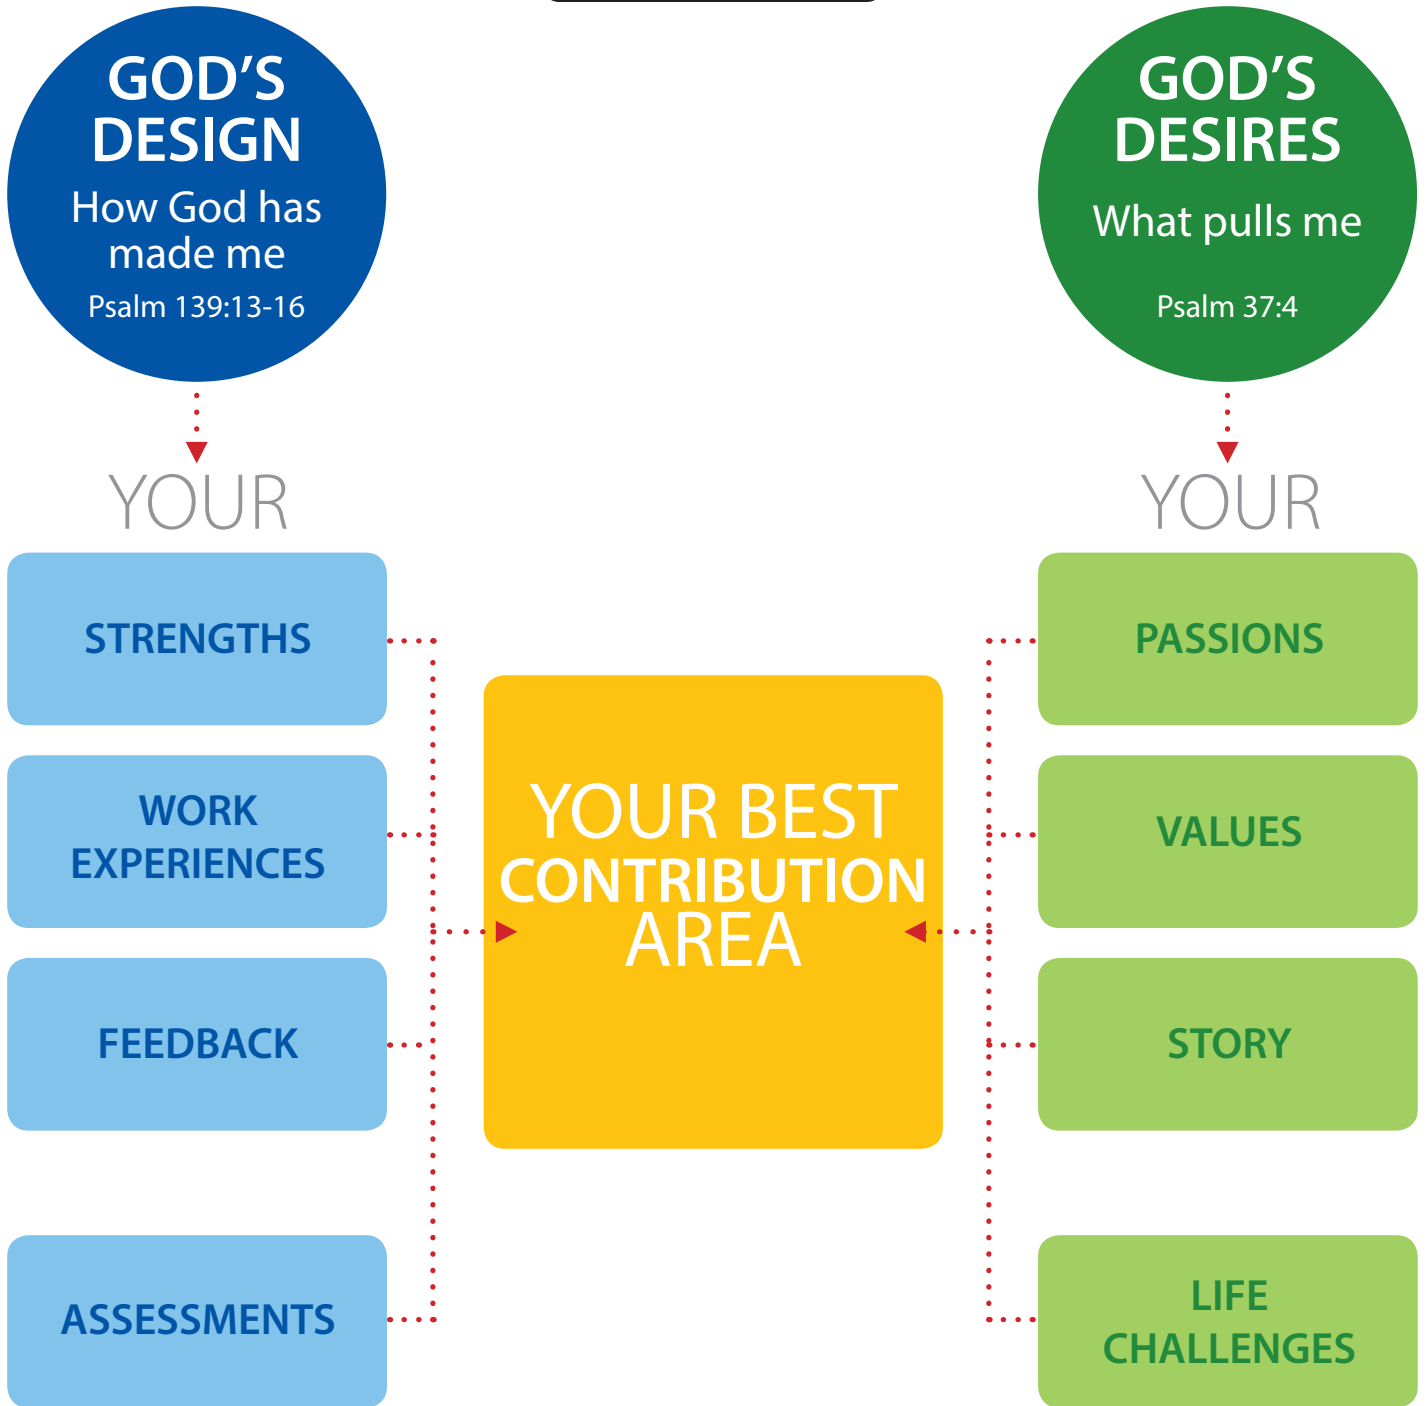 GOD'S
DESIGN
How God has
made me
Psalm 139:13-16
YOUR
STRENGTHS
WORK
EXPERIENCES
FEEDBACK
ASSESSMENTS
YOUR BEST
CONTRIBUTION
AREA
GOD'S
DESIRES
What pulls me
Psalm 37:4
YOUR
PASSIONS
VALUES
STORY
LIFE
CHALLENGES